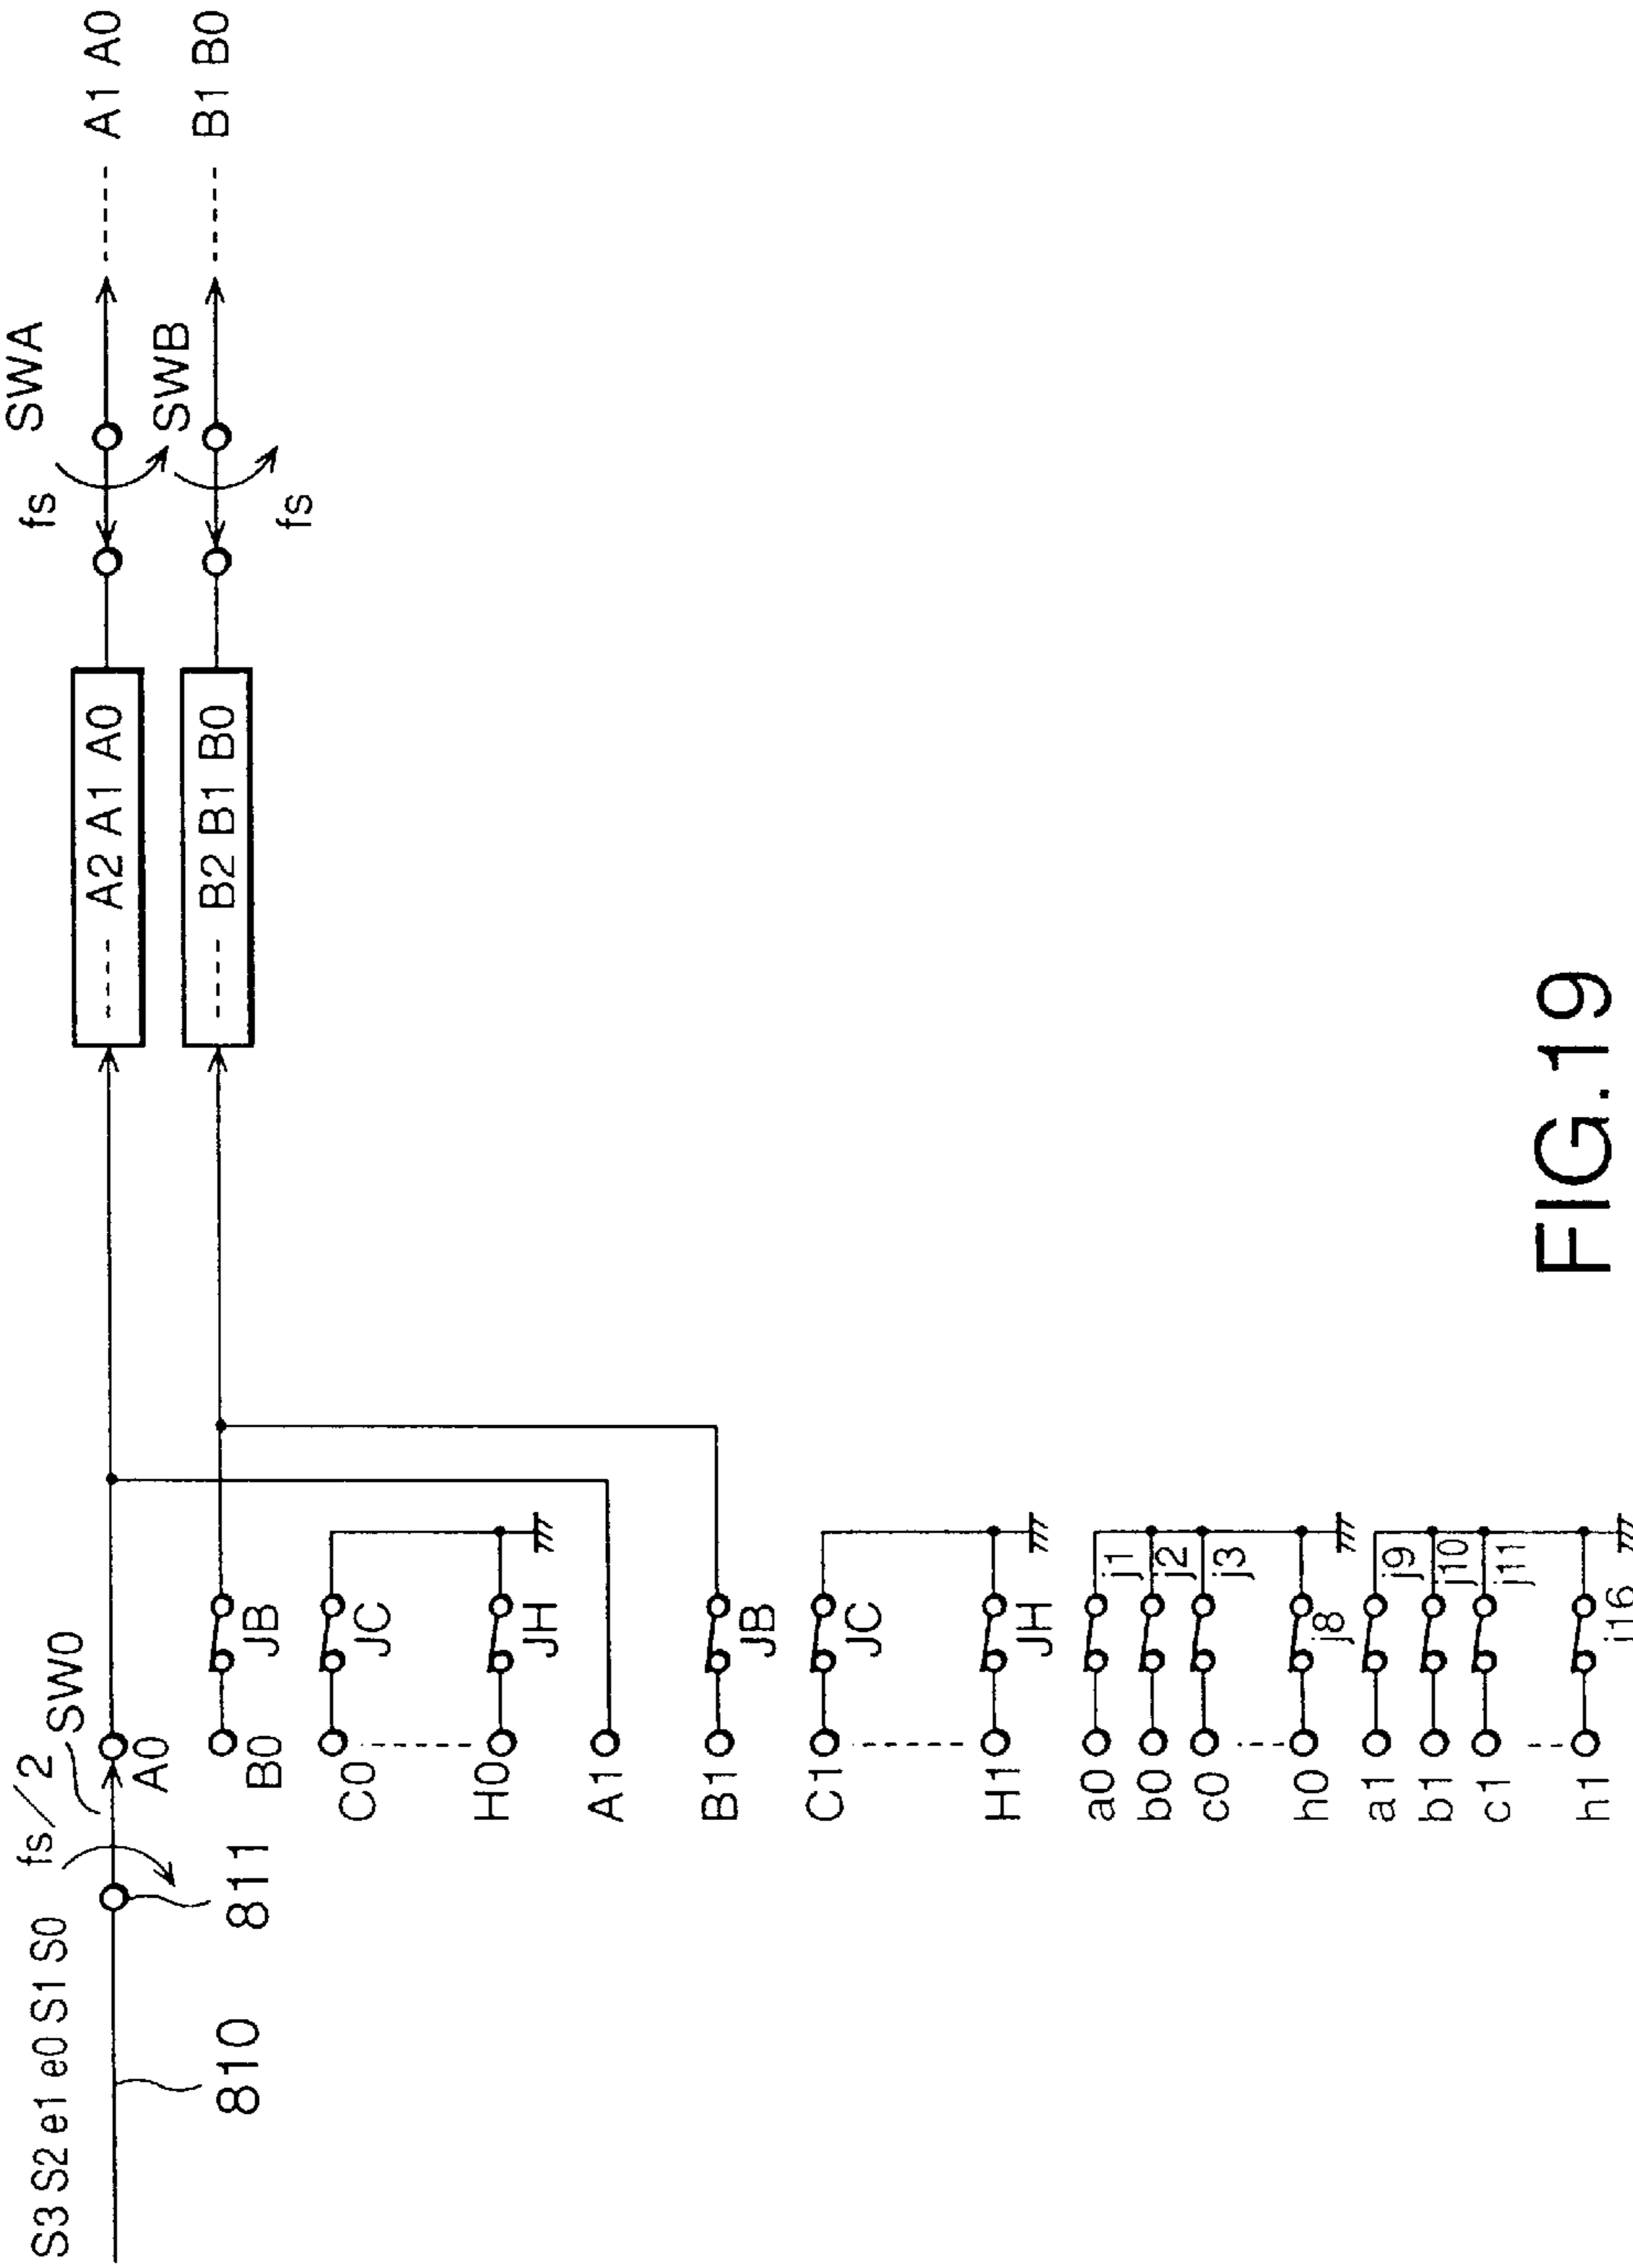 S3 S2 e1 e0 S1 S0
fs/2
SW0
810
811
A0
B0
JB
C0
JC
H0
JH
A1
B1
JB
C1
JC
H1
JH
a0
j1
b0
j2
c0
j3
h0
j8
a1
j9
b1
j10
c1
j11
h1
j16
A2 A1 A0
B2 B1 B0
fs
SWA
fs
SWB
A1 A0
B1 B0
FIG.19